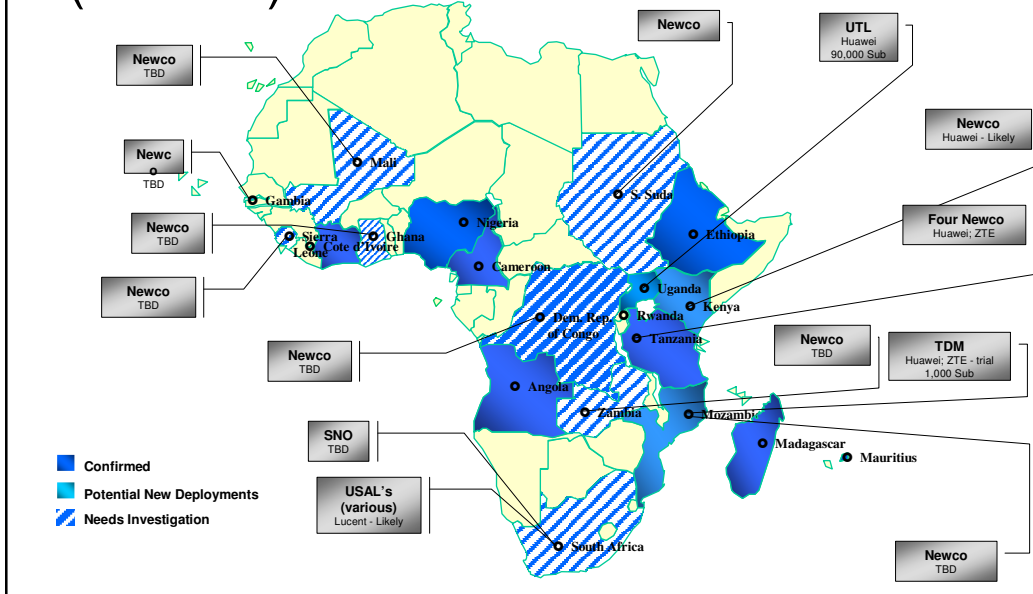 Newco
UTL
Huawei
90,000 Sub
Newco
TBD
Newco
Huawei - Likely
Newc
o
TBD
Mali
S. Suda
Gambia
Newco
TBD
Four Newco
Huawei; ZTE
Nigeria
Ethiopia
Sierra
Leone
Cote d'Ivoire
Ghana
Cameroon
Newco
TBD
Uganda
Kenya
Dem. Rep.
of Congo
Rwanda
Tanzania
Newco
TBD
Newco
TBD
TDM
Huawei; ZTE - trial
1,000 Sub
Angola
Zambia
Mozambi
SNO
TBD
Madagascar
Mauritius
Confirmed
Potential New Deployments
Needs Investigation
USAL's
(various)
Lucent - Likely
South Africa
Newco
TBD